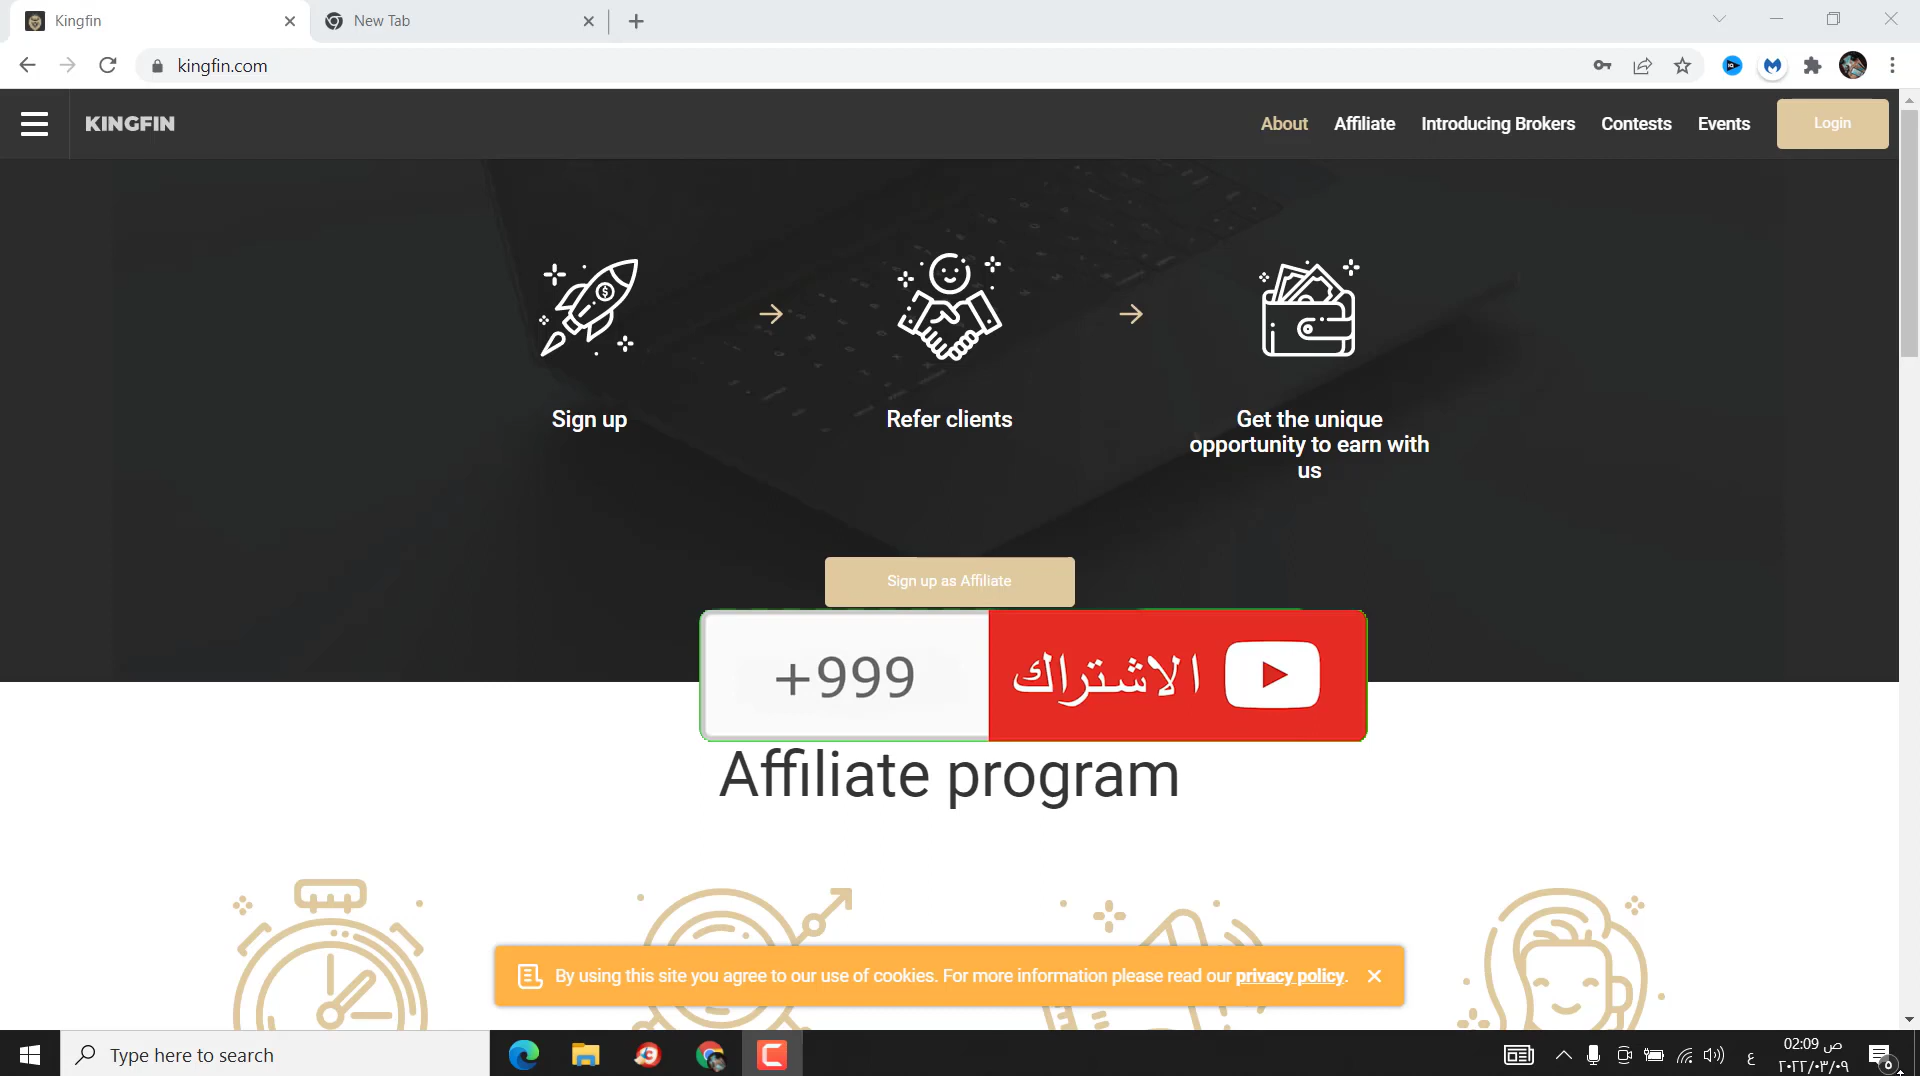 Kingfin
New Tab
kingfin.com
KINGFIN
About
Affiliate
Introducing Brokers
Contests
Events
Login
Sign up
Refer clients
Get the unique
opportunity to earn with
us
Sign up as Affiliate
+999
الاشتراك
Affiliate program
By using this site you agree to our use of cookies. For more information please read our privacy policy.
Type here to search
ع
02:09 ص
٢٠٢٢/٠٣/٠٩
٥